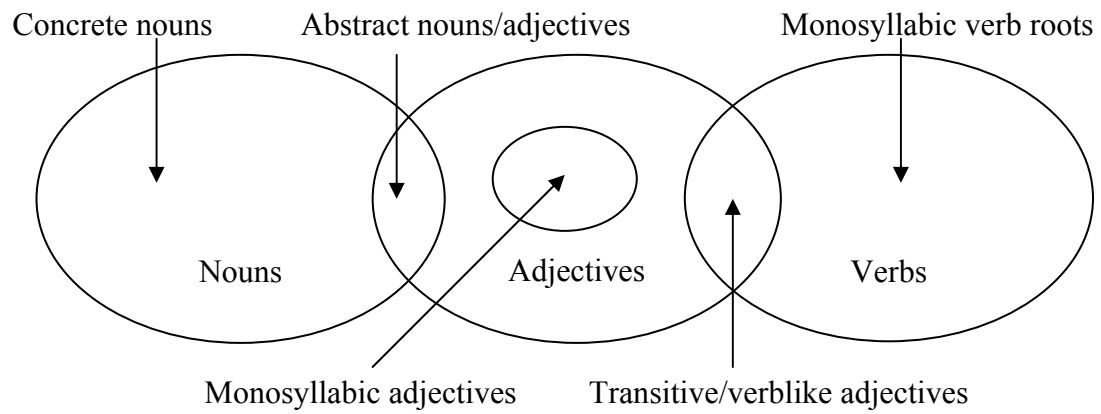 Concrete nouns
Abstract nouns/adjectives
Monosyllabic verb roots
Nouns
Adjectives
Verbs
Monosyllabic adjectives
Transitive/verblike adjectives